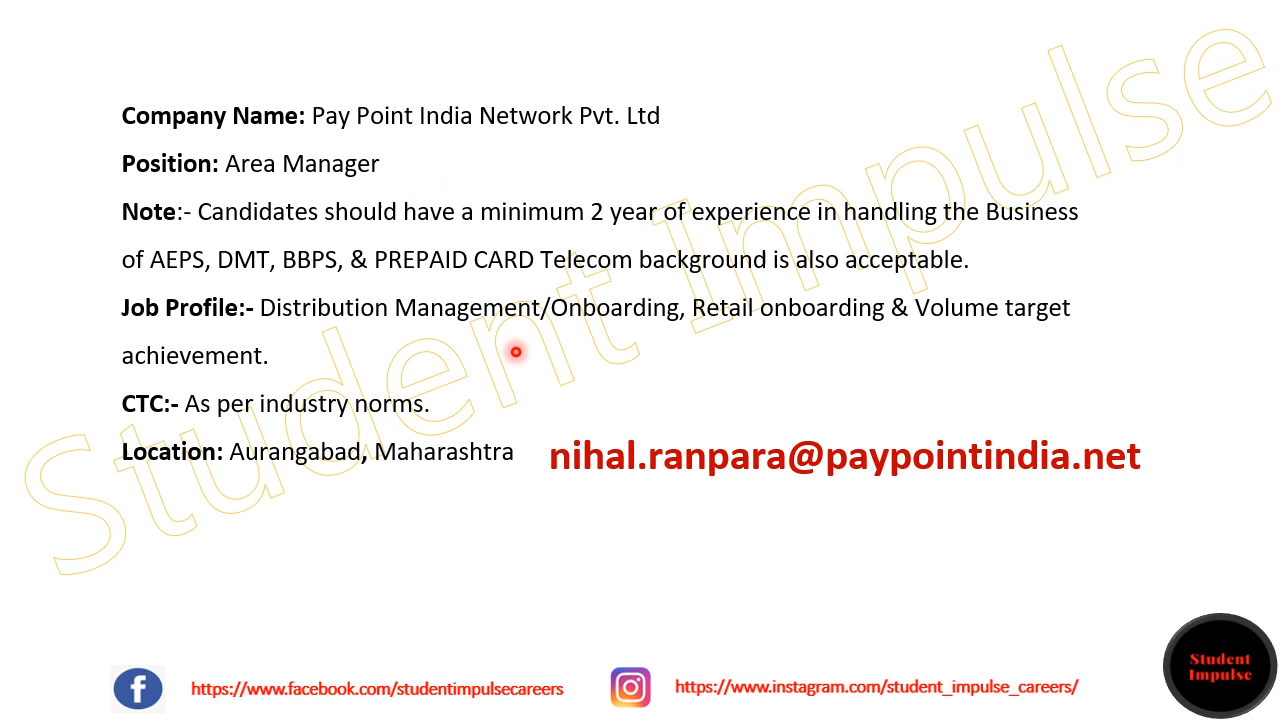 Company Name: Pay Point India Network Pvt. Ltd
Position: Area Manager
Note:- Candidates should have a minimum 2 year of experience in handling the Business
of AEPS, DMT, BBPS, & PREPAID CARD Telecom background is also acceptable.
Job Profile:- Distribution Management/Onboarding, Retail onboarding & Volume target
achievement.
CTC:- As per industry norms.
Location: Aurangabad, Maharashtra
nihal.ranpara@paypointindia.net
Student Impulse
https://www.facebook.com/studentimpulsecareers
https://www.instagram.com/student_impulse_careers/
Student
Impulse